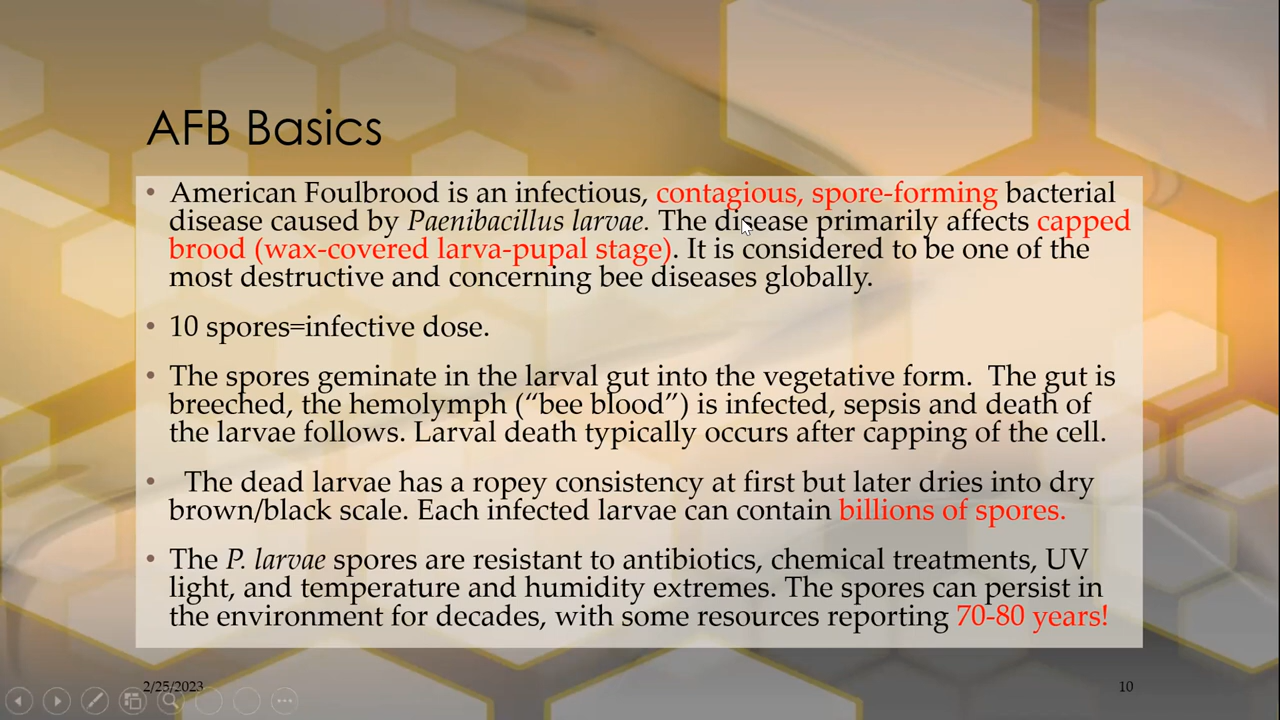 AFB Basics
• American Foulbrood is an infectious, contagious, spore-forming bacterial
disease caused by Paenibacillus larvae. The disease primarily affects capped
brood (wax-covered larva-pupal stage). It is considered to be one of the
most destructive and concerning bee diseases globally.
• 10 spores=infective dose.
• The spores geminate in the larval gut into the vegetative form.  The gut is
breeched, the hemolymph (“bee blood”) is infected, sepsis and death of
the larvae follows. Larval death typically occurs after capping of the cell.
•   The dead larvae has a ropey consistency at first but later dries into dry
brown/black scale. Each infected larvae can contain billions of spores.
• The P. larvae spores are resistant to antibiotics, chemical treatments, UV
light, and temperature and humidity extremes. The spores can persist in
the environment for decades, with some resources reporting 70-80 years!
2/25/2023
10